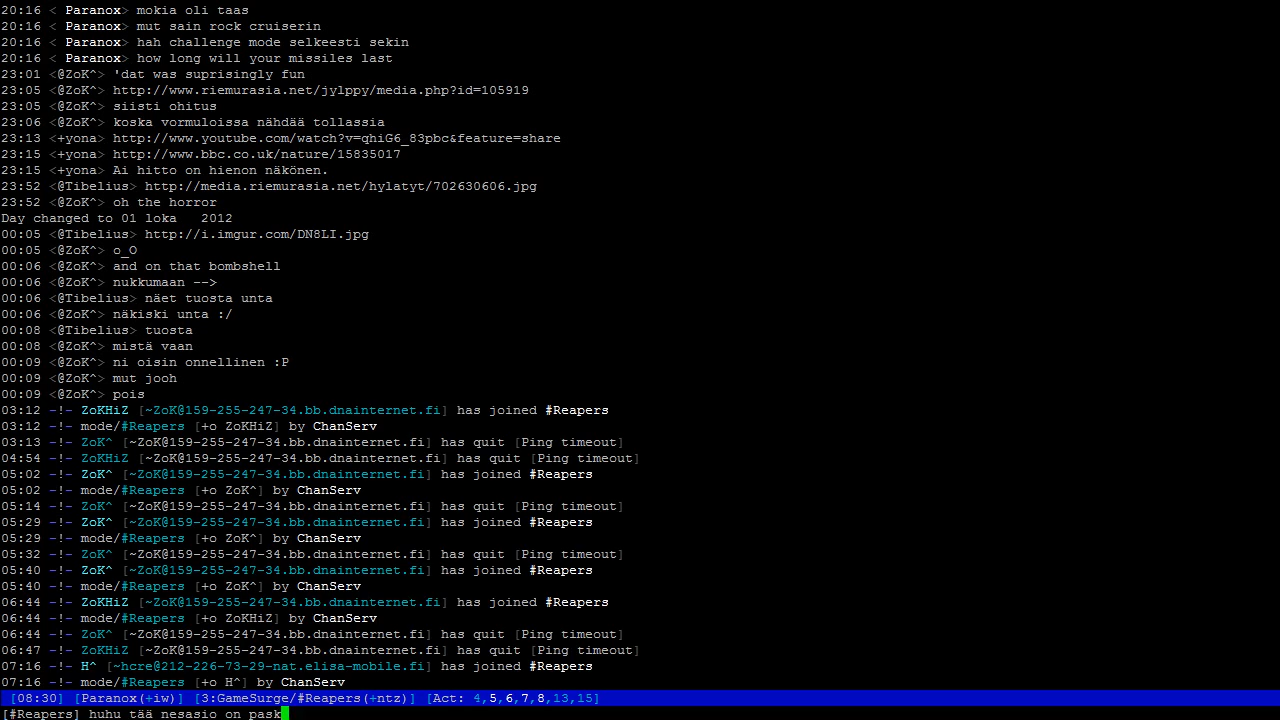 20:16 < Paranox> mokia oli taas
20:16 < Paranox> mut sain rock cruiserin
20:16 < Paranox> hah challenge mode selkeesti sekin
20:16 < Paranox> how long will your missiles last
23:01 <@ZoK^> 'dat was suprisingly fun
23:05 <@ZoK^> http://www.riemurasia.net/jylppy/media.php?id=105919
23:05 <@ZoK^> siisti ohitus
23:06 <@ZoK^> koska vormuloissa nähdää tollassia
23:13 <+yona> http://www.youtube.com/watch?v=qhiG6_83pbc&feature=share
23:15 <+yona> http://www.bbc.co.uk/nature/15835017
23:15 <+yona> Ai hitto on hienon näkönen.
23:52 <@Tibelius> http://media.riemurasia.net/hylatyt/702630606.jpg
23:52 <@ZoK^> oh the horror
Day changed to 01 loka   2012
00:05 <@Tibelius> http://i.imgur.com/DN8LI.jpg
00:05 <@ZoK^> o_O
00:06 <@ZoK^> and on that bombshell
00:06 <@ZoK^> nukkumaan -->
00:06 <@Tibelius> näet tuosta unta
00:06 <@ZoK^> näkiski unta :/
00:08 <@Tibelius> tuosta
00:08 <@ZoK^> mistä vaan
00:09 <@ZoK^> ni oisin onnellinen :P
00:09 <@ZoK^> mut jooh
00:09 <@ZoK^> pois
03:12 -!- ZoKHiZ [~ZoK@159-255-247-34.bb.dnainternet.fi] has joined #Reapers
03:12 -!- mode/#Reapers [+o ZoKHiZ] by ChanServ
03:13 -!- ZoK^ [~ZoK@159-255-247-34.bb.dnainternet.fi] has quit [Ping timeout]
04:54 -!- ZoKHiZ [~ZoK@159-255-247-34.bb.dnainternet.fi] has quit [Ping timeout]
05:02 -!- ZoK^ [~ZoK@159-255-247-34.bb.dnainternet.fi] has joined #Reapers
05:02 -!- mode/#Reapers [+o ZoK^] by ChanServ
05:14 -!- ZoK^ [~ZoK@159-255-247-34.bb.dnainternet.fi] has quit [Ping timeout]
05:29 -!- ZoK^ [~ZoK@159-255-247-34.bb.dnainternet.fi] has joined #Reapers
05:29 -!- mode/#Reapers [+o ZoK^] by ChanServ
05:32 -!- ZoK^ [~ZoK@159-255-247-34.bb.dnainternet.fi] has quit [Ping timeout]
05:40 -!- ZoK^ [~ZoK@159-255-247-34.bb.dnainternet.fi] has joined #Reapers
05:40 -!- mode/#Reapers [+o ZoK^] by ChanServ
06:44 -!- ZoKHiZ [~ZoK@159-255-247-34.bb.dnainternet.fi] has joined #Reapers
06:44 -!- mode/#Reapers [+o ZoKHiZ] by ChanServ
06:44 -!- ZoK^ [~ZoK@159-255-247-34.bb.dnainternet.fi] has quit [Ping timeout]
06:47 -!- ZoKHiZ [~ZoK@159-255-247-34.bb.dnainternet.fi] has quit [Ping timeout]
07:16 -!- H^ [~hcre@212-226-73-29-nat.elisa-mobile.fi] has joined #Reapers
07:16 -!- mode/#Reapers [+o H^] by ChanServ
[08:30] [Paranox(+iw)] [3:GameSurge/#Reapers(+ntz)] [Act: 4,5,6,7,8,13,15]
[#Reapers] huhu tää nesasio on pask